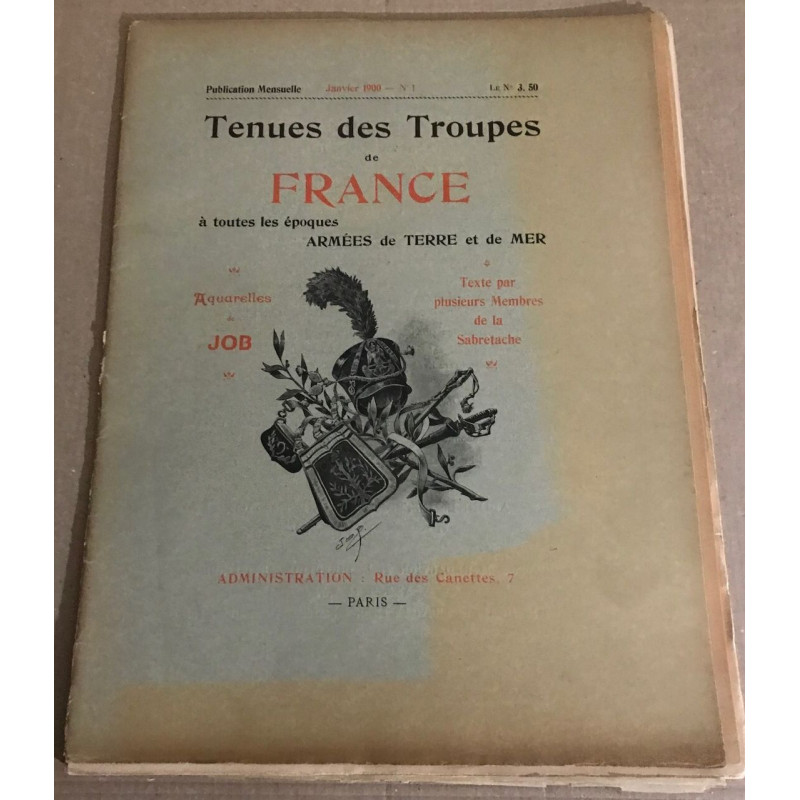 Publication Mensuelle Janvier 1900 — N° 1 Le N° 3, 50
Tenues des Troupes
de
FRANCE
à toutes les époques
ARMÉES de TERRE et de MER
Aquarelles
de
JOB
Texte par
plusieurs Membres
de la
Sabretache
ADMINISTRATION : Rue des Canettes, 7
— PARIS —